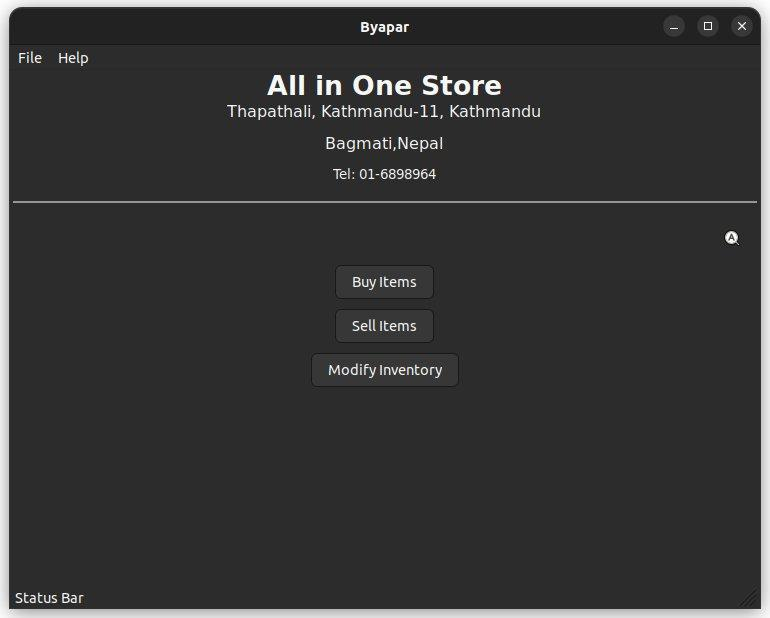 Byapar
File Help
All in One Store
Thapathali, Kathmandu-11, Kathmandu
Bagmati,Nepal
Tel: 01-6898964
A
Buy Items
Sell Items
Modify Inventory
Status Bar